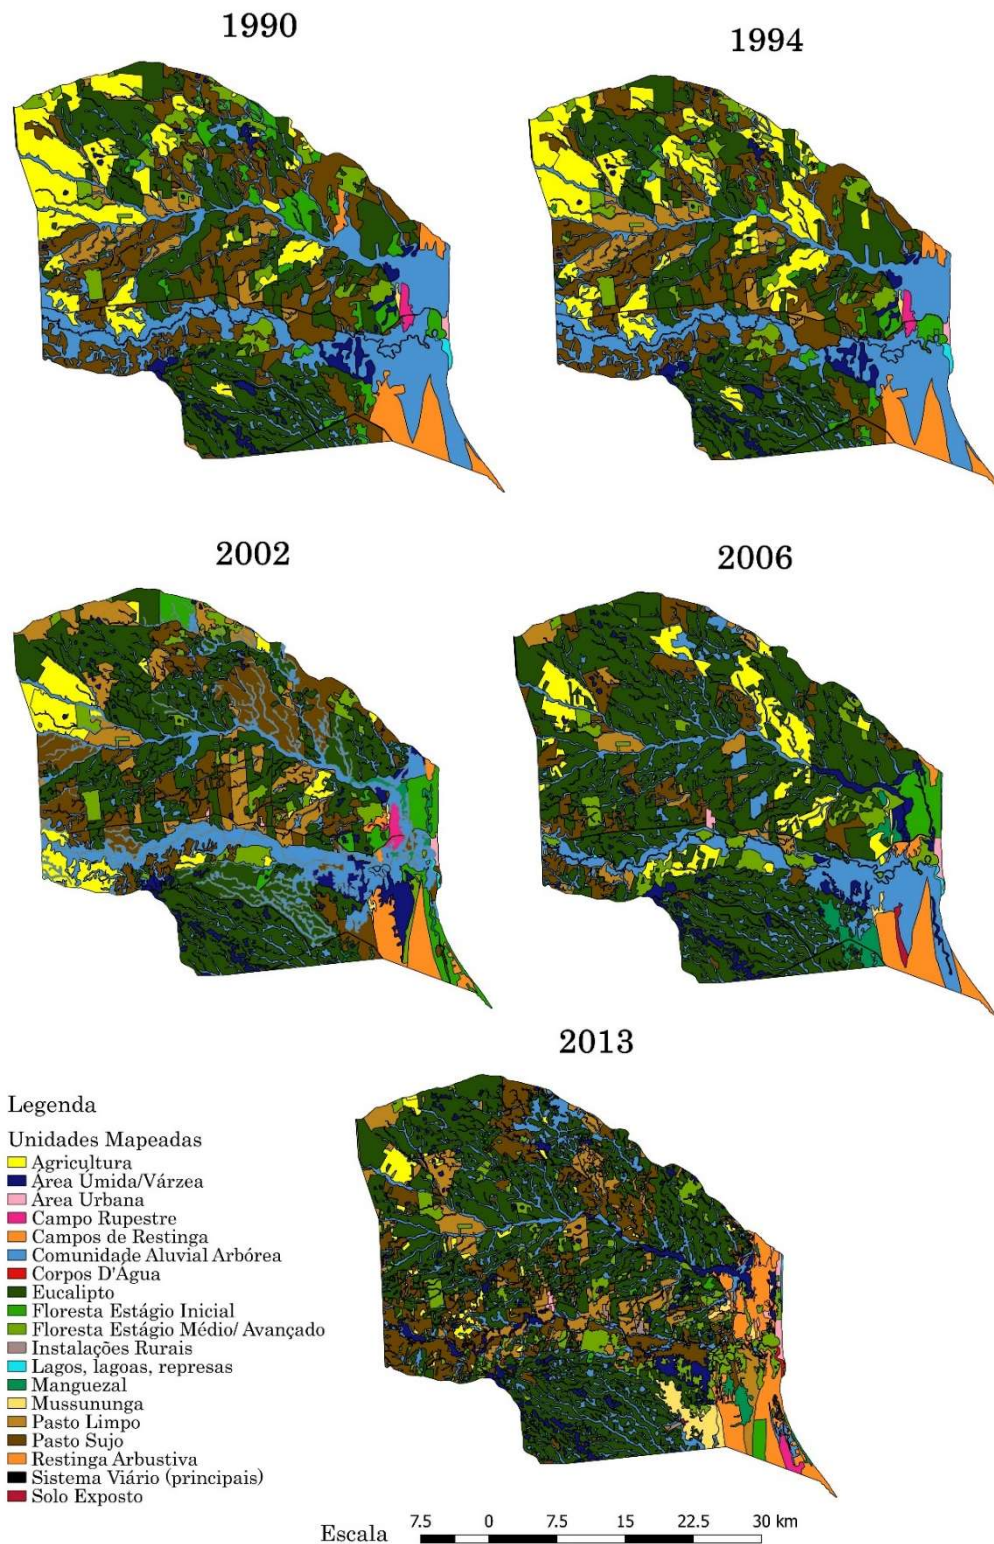 1990
1994
2002
2006
2013
Legenda
Unidades Mapeadas
Agricultura
Área Úmida/Várzea
Área Urbana
Campo Rupestre
Campos de Restinga
Comunidade Aluvial Arbórea
Corpos D'Água
Eucalipto
Floresta Estágio Inicial
Floresta Estágio Médio/ Avançado
Instalações Rurais
Lagos, lagoas, represas
Manguezal
Mussununga
Pasto Limpo
Pasto Sujo
Restinga Arbustiva
Sistema Viário (principais)
Solo Exposto
Escala 7.5 0 7.5 15 22.5 30 km